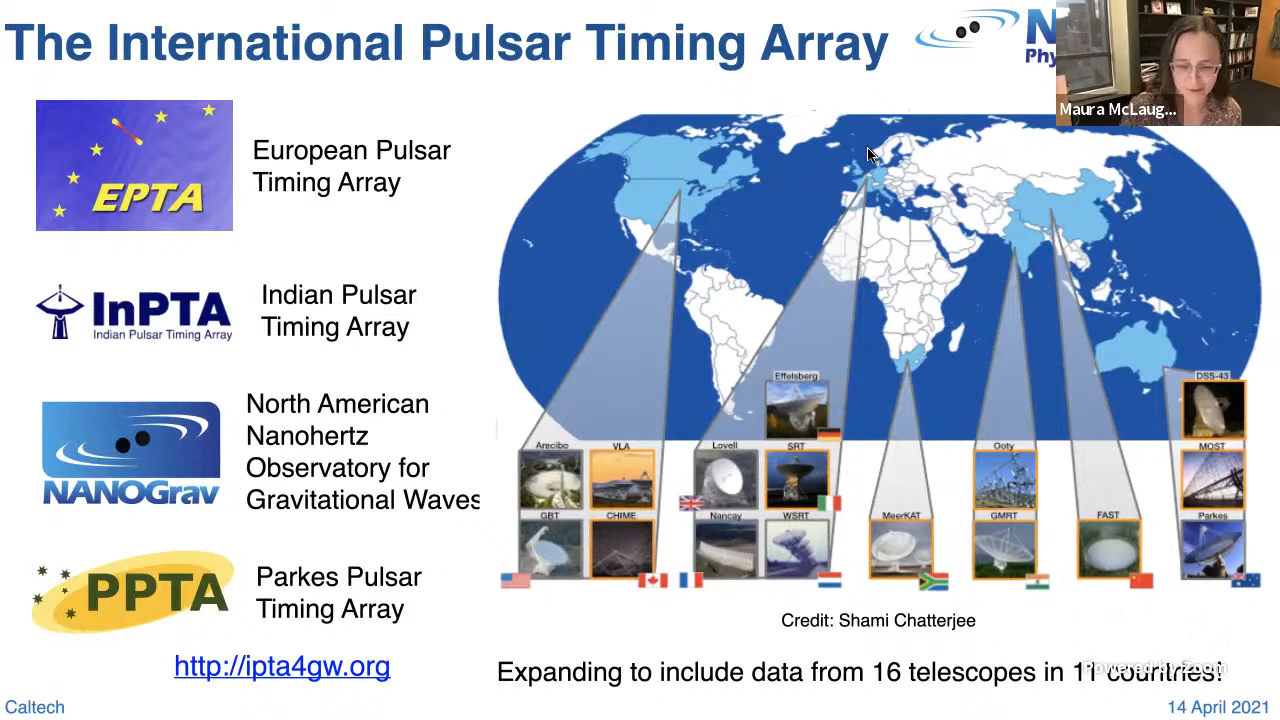 The International Pulsar Timing Array
Maura McLaug...
EPTA
European Pulsar
Timing Array
InPTA
Indian Pulsar Timing Array
Indian Pulsar
Timing Array
NANOGrav
North American
Nanohertz
Observatory for
Gravitational Waves
PPTA
Parkes Pulsar
Timing Array
http://ipta4gw.org
Effelsberg
DSS-43
Arecibo
VLA
Lovell
SRT
Ooty
MOST
GBT
CHIME
Nancay
WSRT
MeerKAT
GMRT
FAST
Parkes
Credit: Shami Chatterjee
Expanding to include data from 16 telescopes in 11 countries!
Powered by Zoom
Caltech
14 April 2021